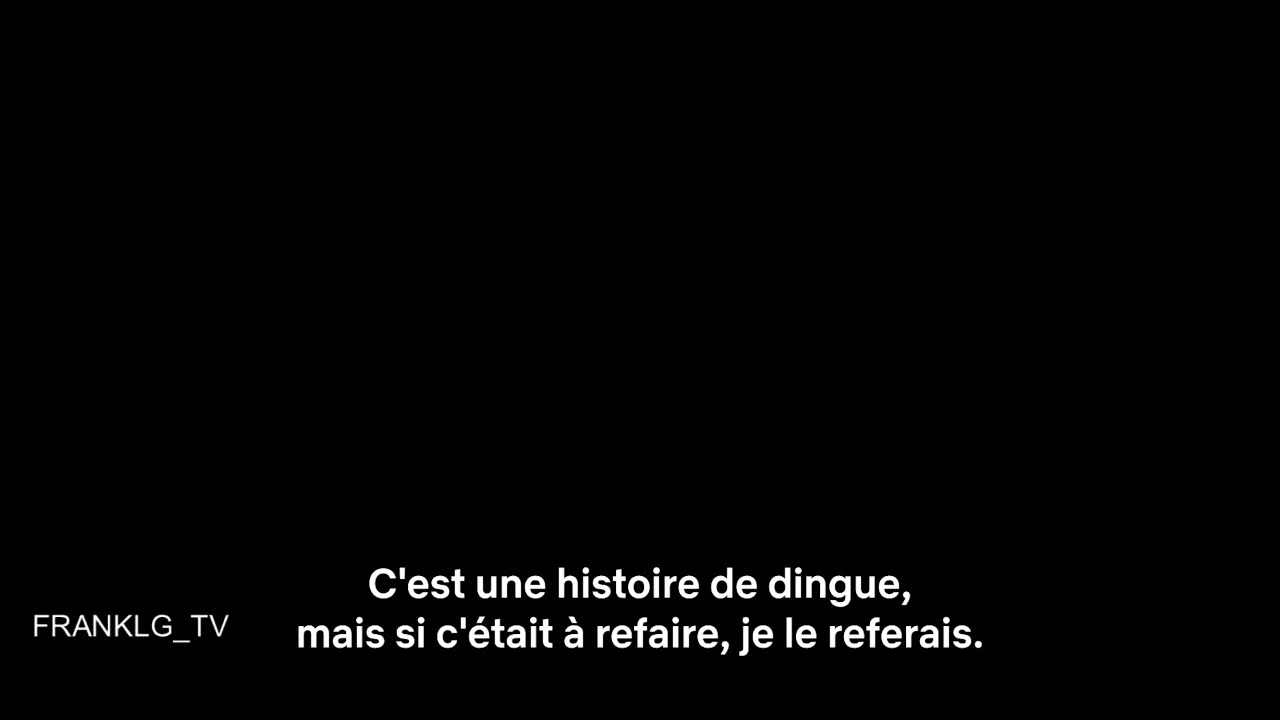 C'est une histoire de dingue,
mais si c'était à refaire, je le referais.
FRANKLG_TV